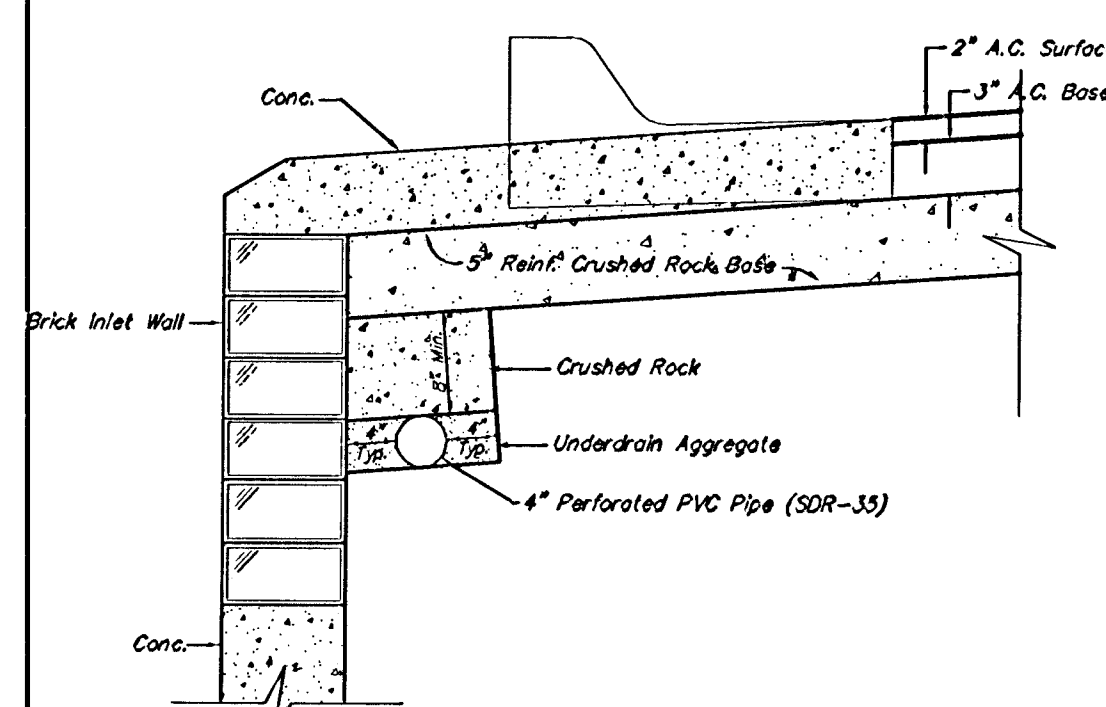 2" A.C. Surfac
3" A.C. Base
Conc.
5" Reinf. Crushed Rock Base
Brick Inlet Wall
8" Min.
Crushed Rock
4" 4"
Typ. Typ.
Underdrain Aggregate
4" Perforated PVC Pipe (SDR-35)
Conc.